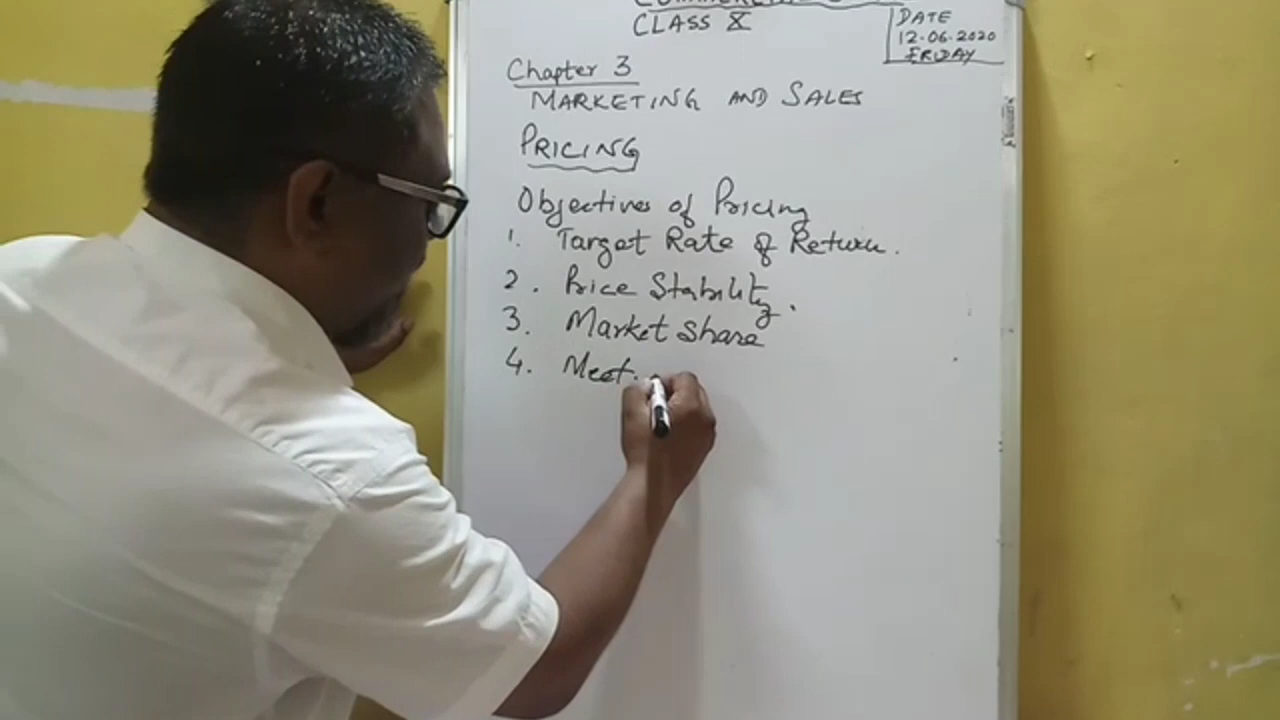 CLASS X
DATE
12.06.2020
FRIDAY
Chapter 3
MARKETING AND SALES
PRICING
Objectives of Pricing
1. Target Rate of Return.
2. Price Stability.
3. Market Share
4. Meet